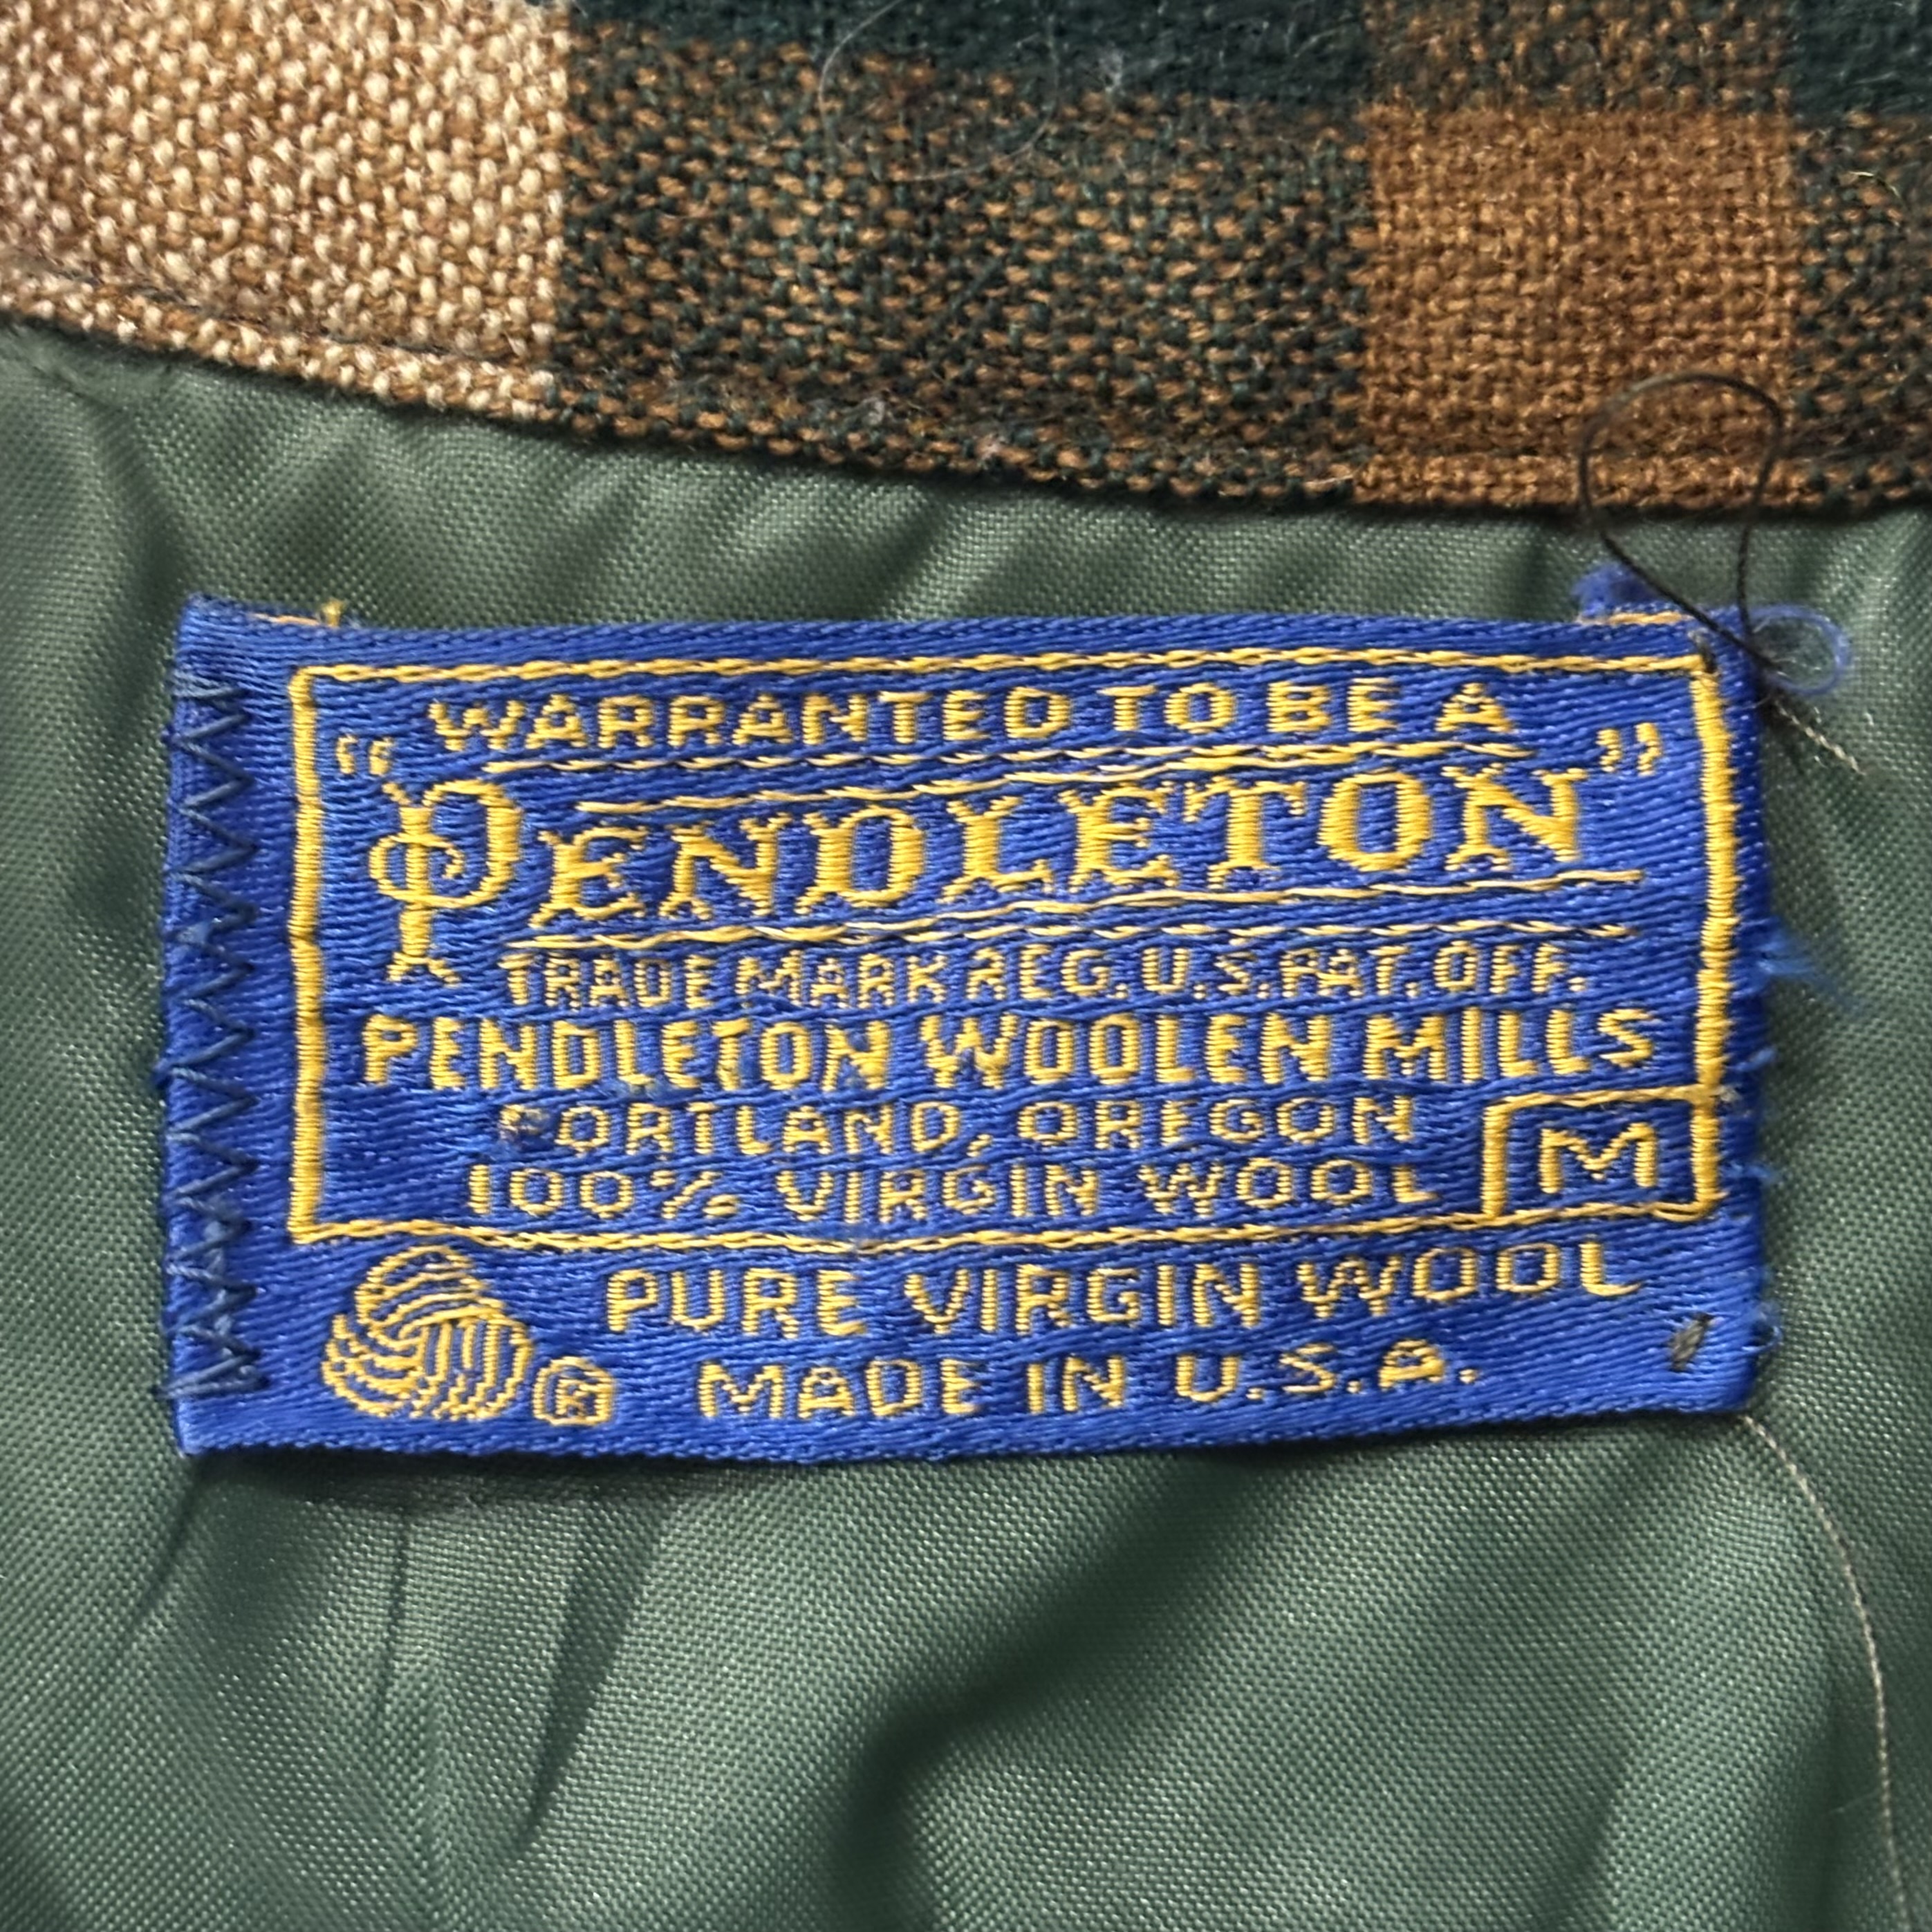 WARRANTED TO BE A
“PENDLETON”
TRADE MARK REG. U.S. PAT. OFF.
PENDLETON WOOLEN MILLS
PORTLAND, OREGON
100% VIRGIN WOOL M
PURE VIRGIN WOOL
® MADE IN U.S.A.